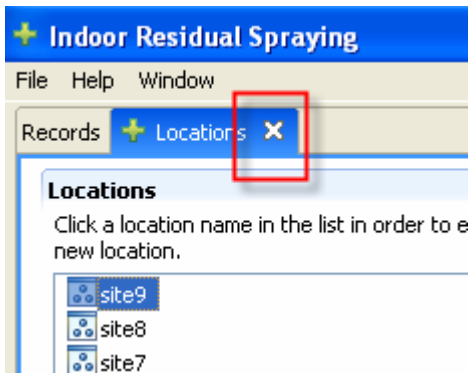 Indoor Residual Spraying
File Help Window
Records Locations
Locations
Click a location name in the list in order to e
new location.
site9
site8
site7